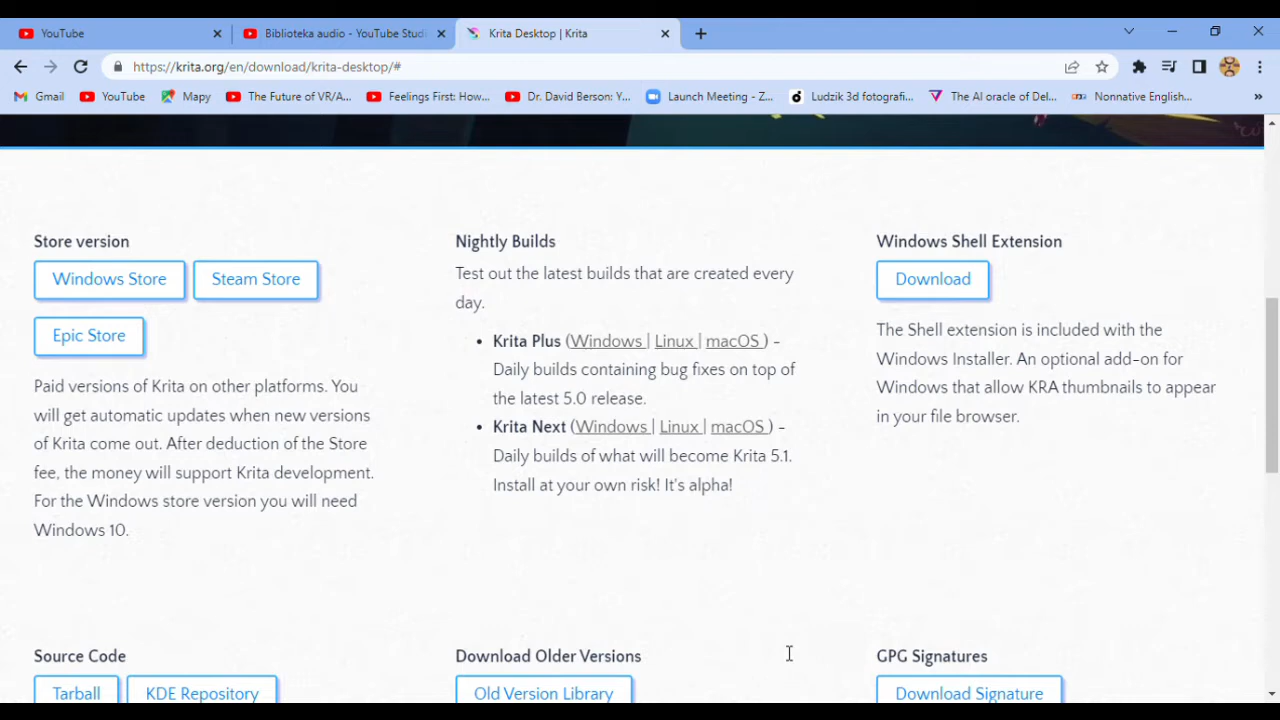 YouTube
Biblioteka audio - YouTube Studi
Krita Desktop | Krita
https://krita.org/en/download/krita-desktop/#
Gmail
YouTube
Mapy
The Future of VR/A...
Feelings First: How...
Dr. David Berson: Y...
Launch Meeting - Z...
Ludzik 3d fotografi...
The AI oracle of Del...
Nonnative English...
»
Store version
Windows Store
Steam Store
Epic Store
Paid versions of Krita on other platforms. You
will get automatic updates when new versions
of Krita come out. After deduction of the Store
fee, the money will support Krita development.
For the Windows store version you will need
Windows 10.
Nightly Builds
Test out the latest builds that are created every
day.
• Krita Plus (Windows | Linux | macOS ) -
Daily builds containing bug fixes on top of
the latest 5.0 release.
• Krita Next (Windows | Linux | macOS ) -
Daily builds of what will become Krita 5.1.
Install at your own risk! It's alpha!
Windows Shell Extension
Download
The Shell extension is included with the
Windows Installer. An optional add-on for
Windows that allow KRA thumbnails to appear
in your file browser.
Source Code
Tarball
KDE Repository
Download Older Versions
Old Version Library
GPG Signatures
Download Signature